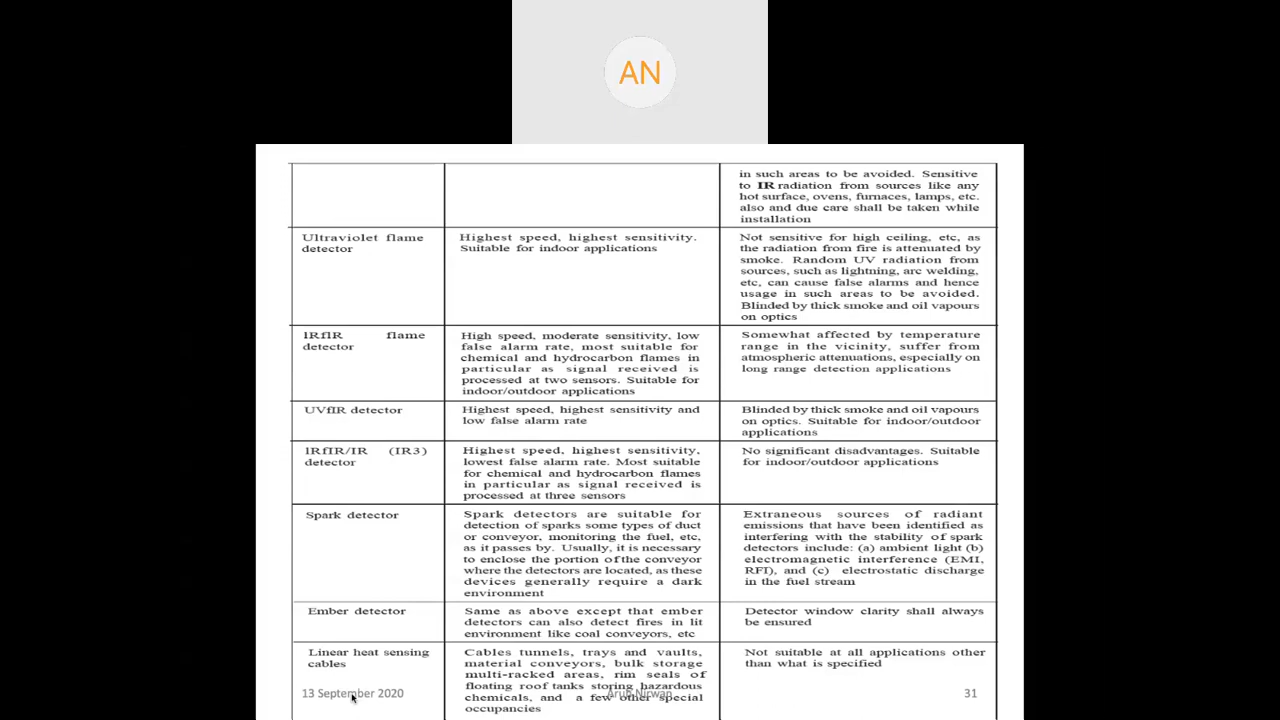 AN
in such areas to be avoided. Sensitive
to IR radiation from sources like any
hot surface, ovens, furnaces, lamps, etc.
also and due care shall be taken while
installation
Ultraviolet flame
detector
Highest speed, highest sensitivity.
Suitable for indoor applications
Not sensitive for high ceiling, etc, as
the radiation from fire is attenuated by
smoke. Random UV radiation from
sources, such as lightning, arc welding,
etc, can cause false alarms and hence
usage in such areas to be avoided.
Blinded by thick smoke and oil vapours
on optics
IRfIR flame
detector
High speed, moderate sensitivity, low
false alarm rate, most suitable for
chemical and hydrocarbon flames in
particular as signal received is
processed at two sensors. Suitable for
indoor/outdoor applications
Somewhat affected by temperature
range in the vicinity, suffer from
atmospheric attenuations, especially on
long range detection applications
UVfIR detector
Highest speed, highest sensitivity and
low false alarm rate
Blinded by thick smoke and oil vapours
on optics. Suitable for indoor/outdoor
applications
IRfIR/IR (IR3)
detector
Highest speed, highest sensitivity,
lowest false alarm rate. Most suitable
for chemical and hydrocarbon flames
in particular as signal received is
processed at three sensors
No significant disadvantages. Suitable
for indoor/outdoor applications
Spark detector
Spark detectors are suitable for
detection of sparks some types of duct
or conveyor, monitoring the fuel, etc,
as it passes by. Usually, it is necessary
to enclose the portion of the conveyor
where the detectors are located, as these
devices generally require a dark
environment
Extraneous sources of radiant
emissions that have been identified as
interfering with the stability of spark
detectors include: (a) ambient light (b)
electromagnetic interference (EMI,
RFI), and (c) electrostatic discharge
in the fuel stream
Ember detector
Same as above except that ember
detectors can also detect fires in lit
environment like coal conveyors, etc
Detector window clarity shall always
be ensured
Linear heat sensing
cables
Cables tunnels, trays and vaults,
material conveyors, bulk storage
multi-racked areas, rim seals of
floating roof tanks storing hazardous
chemicals, and a few other special
occupancies
Not suitable at all applications other
than what is specified
13 September 2020
Arun Nirwan
31